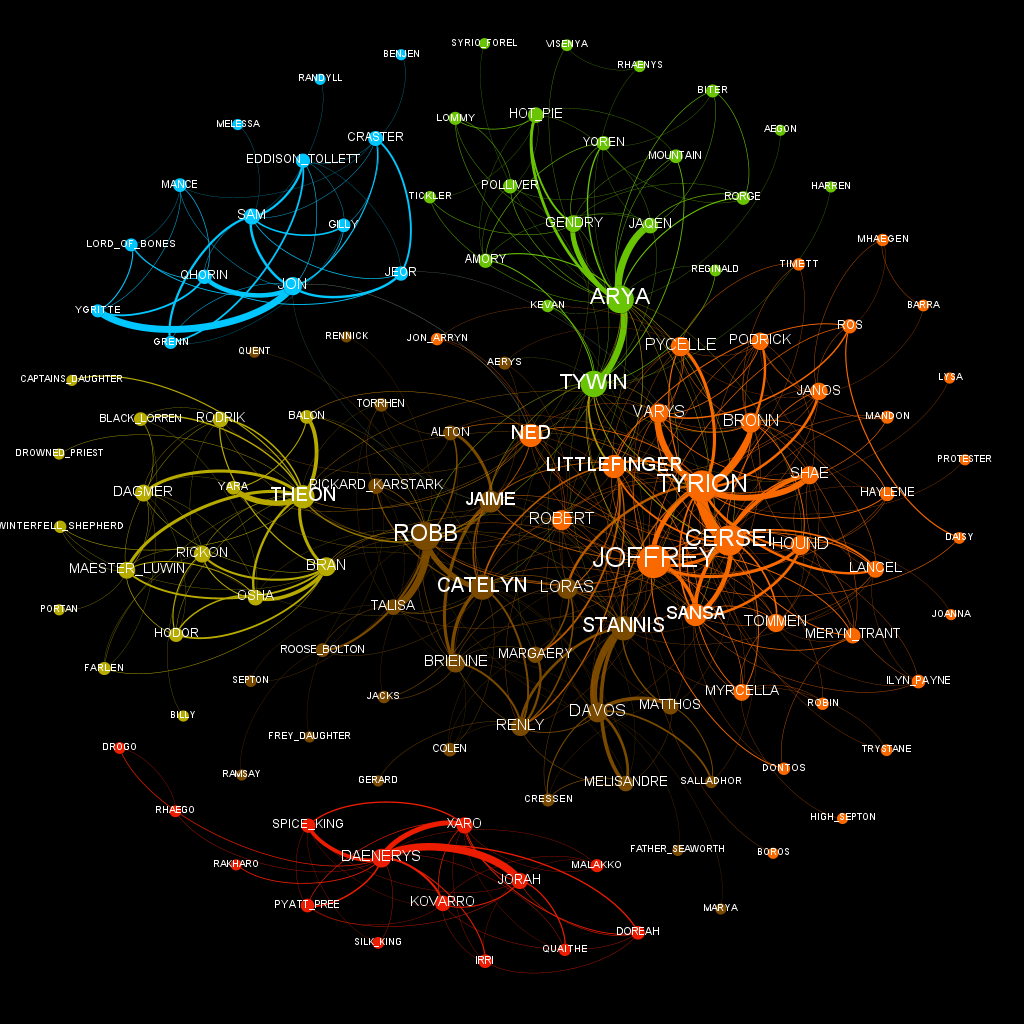 SYRIO_FOREL
VISENYA
BENJEN
RHAENYS
RANDYLL
BITER
HOT_PIE
LOMMY
MELESSA
AEGON
CRASTER
YOREN
EDDISON_TOLLETT
MOUNTAIN
MANCE
POLLIVER
HARREN
TICKLER
RORGE
SAM
GILLY
GENDRY
JAQEN
MHAEGEN
LORD_OF_BONES
AMORY
TIMETT
REGINALD
QHORIN
JEOR
JON
ARYA
KEVAN
BARRA
YGRITTE
ROS
RENNICK
JON_ARRYN
PODRICK
GRENN
PYCELLE
QUENT
AERYS
CAPTAINS_DAUGHTER
TYWIN
LYSA
JANOS
TORRHEN
VARYS
BALON
BLACK_LORREN
RODRIK
MANDON
BRONN
ALTON
NED
DROWNED_PRIEST
PROTESTER
LITTLEFINGER
SHAE
RICKARD_KARSTARK
TYRION
YARA
DAGMER
THEON
HAYLENE
JAIME
ROBERT
WINTERFELL_SHEPHERD
ROBB
CERSEI
DAISY
HOUND
RICKON
JOFFREY
BRAN
MAESTER_LUWIN
LANCEL
CATELYN
LORAS
OSHA
TALISA
PORTAN
SANSA
JOANNA
STANNIS
TOMMEN
HODOR
MERYN_TRANT
ROOSE_BOLTON
MARGAERY
BRIENNE
FARLEN
SEPTON
ILYN_PAYNE
MYRCELLA
JACKS
MATTHOS
ROBIN
DAVOS
BILLY
RENLY
FREY_DAUGHTER
DROGO
COLEN
TRYSTANE
DONTOS
RAMSAY
GERARD
MELISANDRE
SALLADHOR
CRESSEN
RHAEGO
HIGH_SEPTON
SPICE_KING
XARO
FATHER_SEAWORTH
BOROS
DAENERYS
RAKHARO
MALAKKO
JORAH
PYATT_PREE
KOVARRO
MARYA
DOREAH
SILK_KING
QUAITHE
IRRI